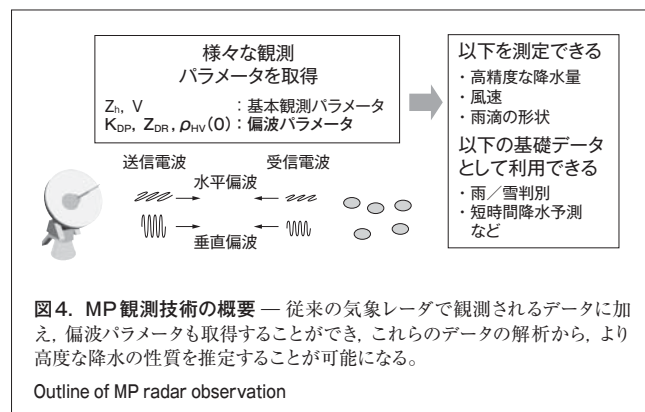 様々な観測
パラメータを取得
Zh, V : 基本観測パラメータ
KDP, ZDR, ρHV(0) : 偏波パラメータ
以下を測定できる
・高精度な降水量
・風速
・雨滴の形状
以下の基礎データ
として利用できる
・雨／雪判別
・短時間降水予測
など
送信電波 受信電波
水平偏波
垂直偏波
図4. MP観測技術の概要 — 従来の気象レーダで観測されるデータに加
え, 偏波パラメータも取得することができ, これらのデータの解析から, より
高度な降水の性質を推定することが可能になる。
Outline of MP radar observation